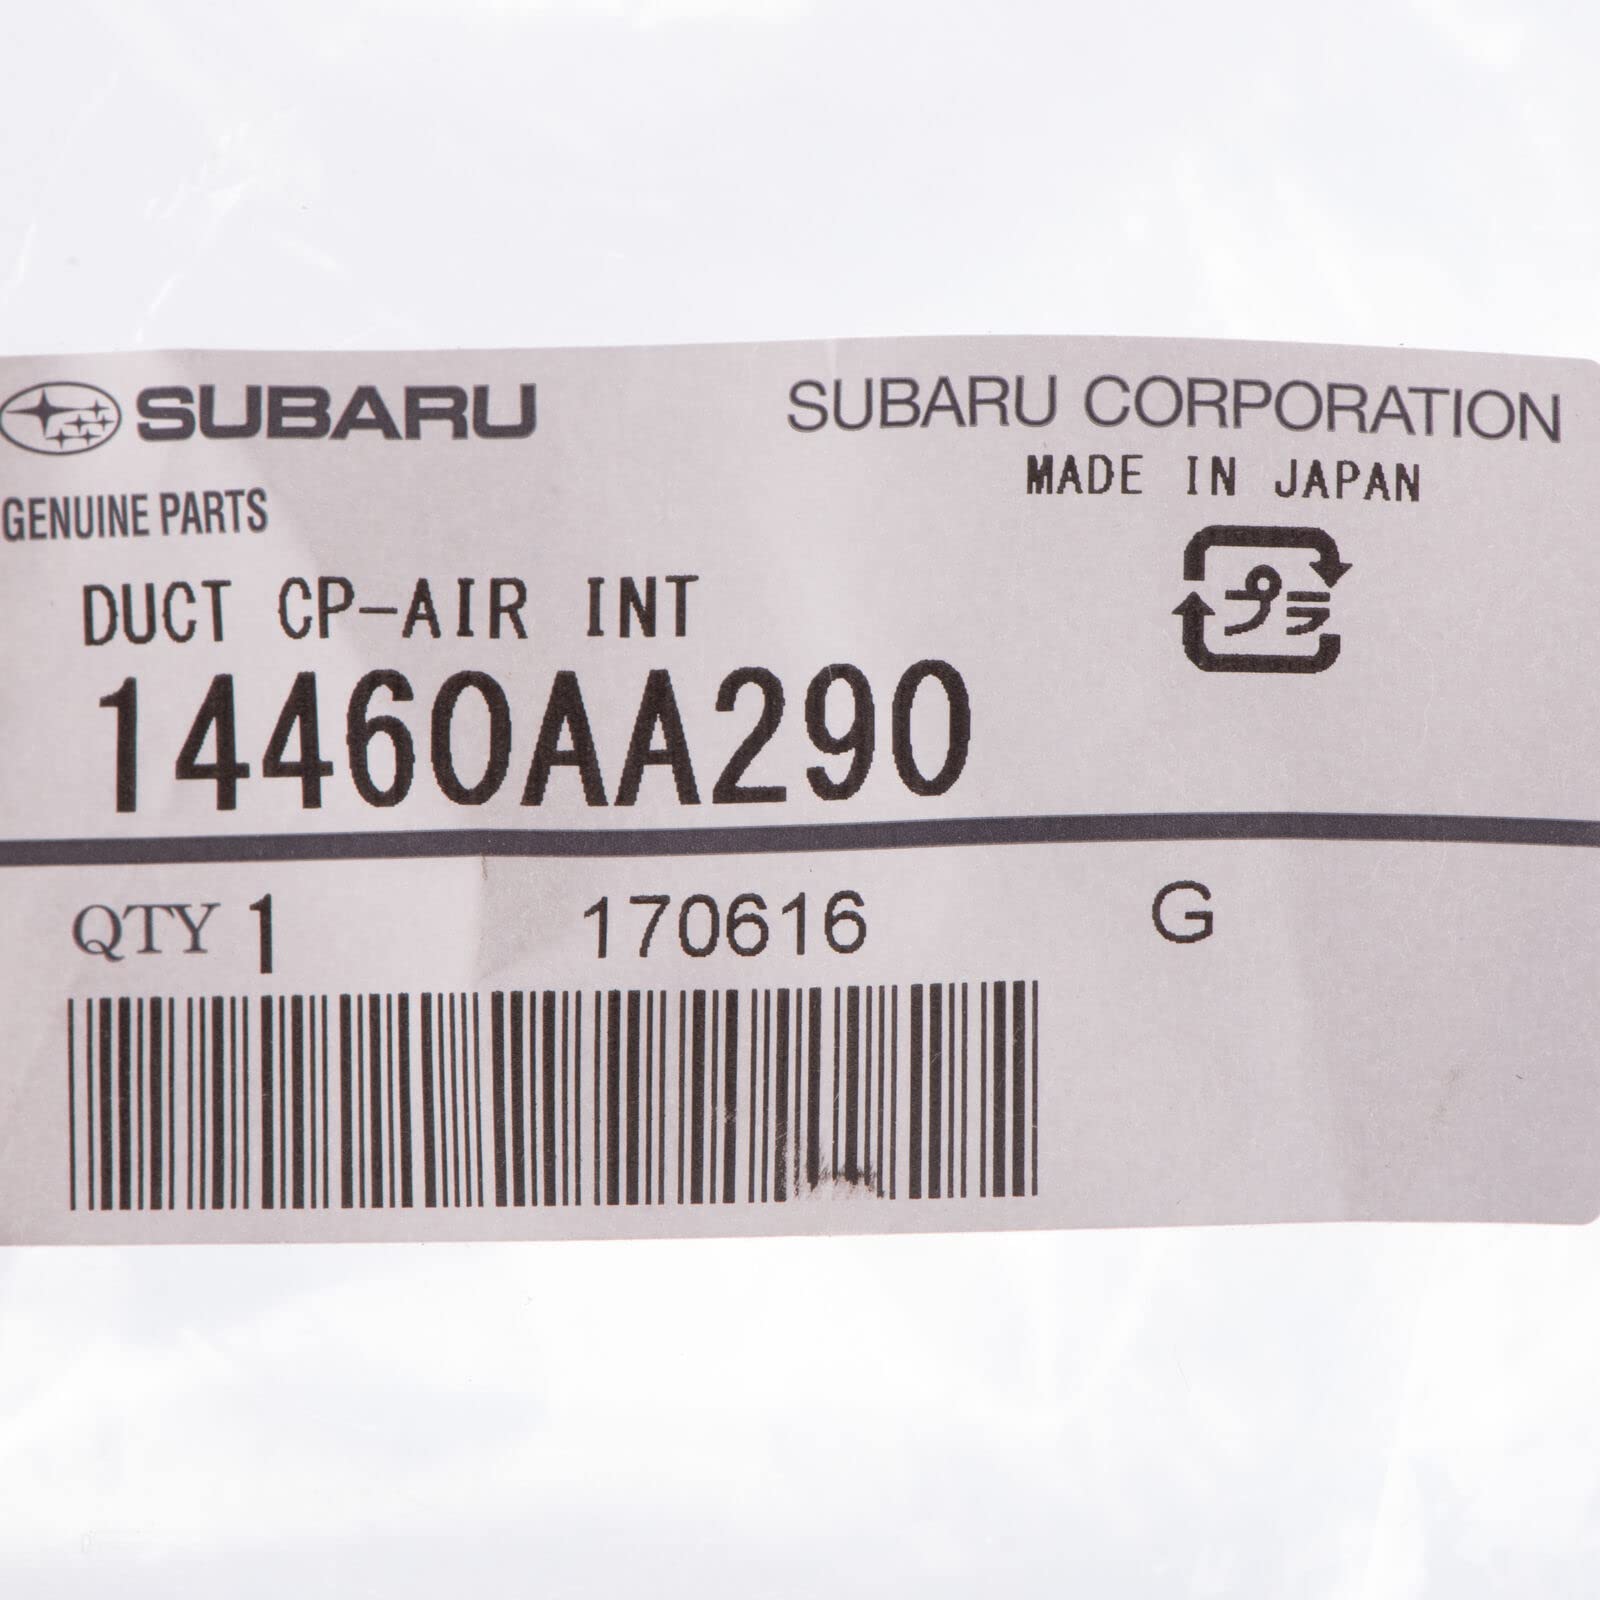 SUBARU
SUBARU CORPORATION
MADE IN JAPAN
GENUINE PARTS
プラ
DUCT CP-AIR INT
14460AA290
QTY 1 170616 G